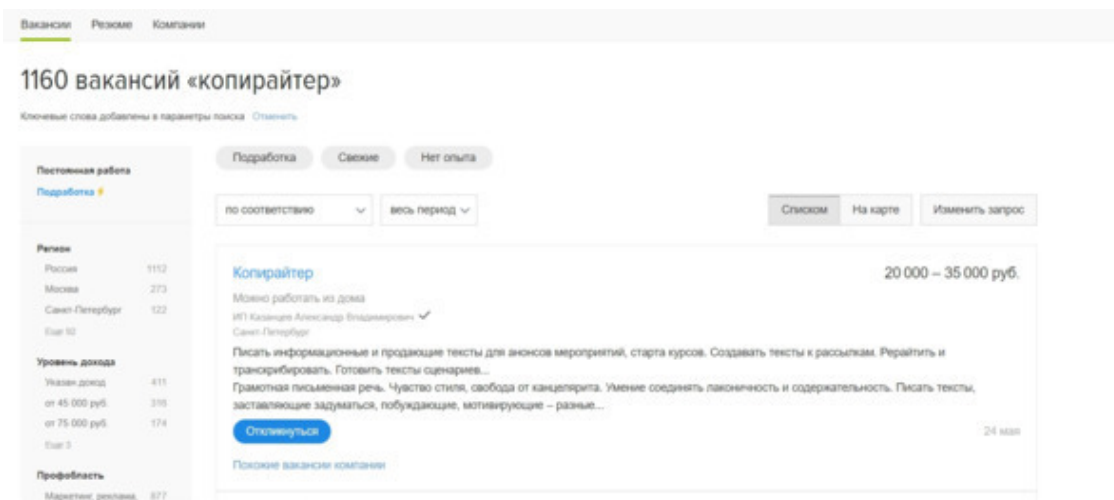 Вакансии Резюме Компании
1160 вакансий «копирайтер»
Ключевые слова добавлены в параметры поиска Отменить
Постоянная работа
Подработка
Регион
Россия 1112
Москва 273
Санкт-Петербург 122
Еще 10
Уровень дохода
Указан доход 411
от 45 000 руб. 318
от 75 000 руб. 174
Еще 3
Профобласть
Маркетинг, реклама, 877
Подработка Свежие Нет опыта
по соответствию весь период Списком На карте Изменить запрос
Копирайтер 20 000 – 35 000 руб.
Можно работать из дома
ИП Казанцев Александр Владимирович
Санкт-Петербург
Писать информационные и продающие тексты для анонсов мероприятий, старта курсов. Создавать тексты к рассылкам. Рерайтить и
транскрибировать. Готовить тексты сценариев...
Грамотная письменная речь. Чувство стиля, свобода от канцелярита. Умение соединять лаконичность и содержательность. Писать тексты,
заставляющие задуматься, побуждающие, мотивирующие – разные...
Откликнуться 24 мая
Похожие вакансии компании